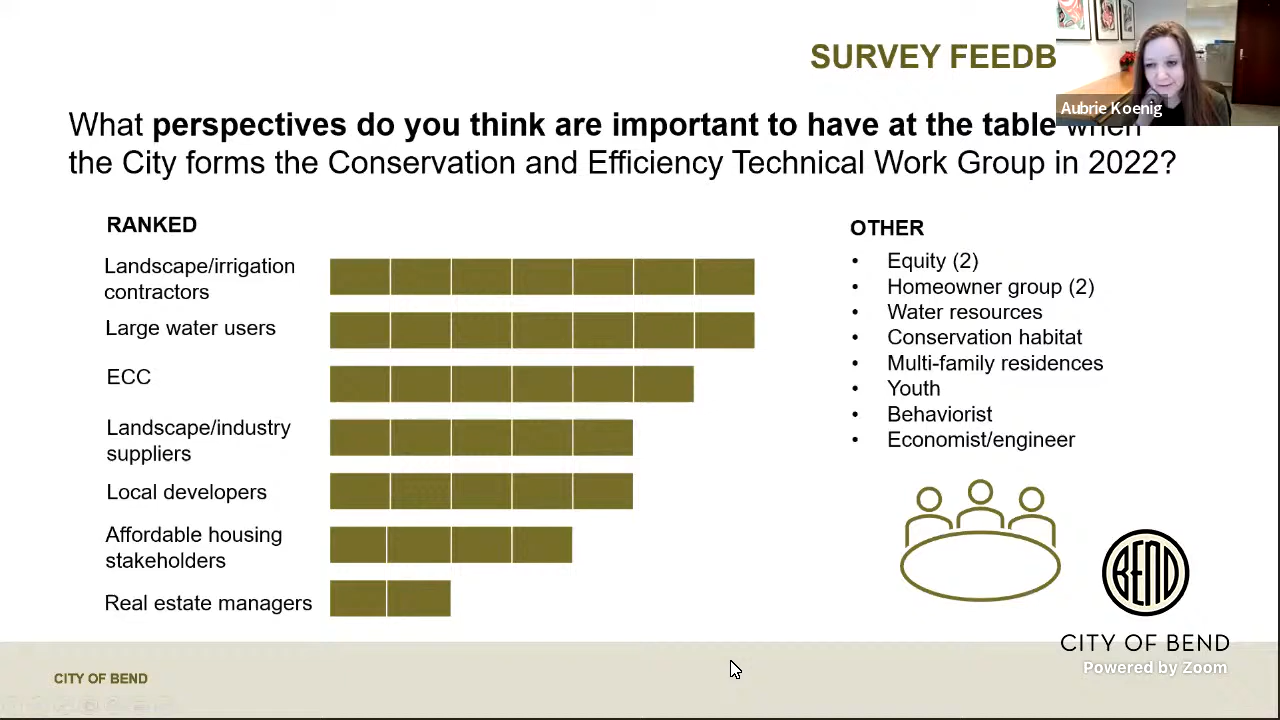 SURVEY FEEDB
Aubrie Koenig
What perspectives do you think are important to have at the table when
the City forms the Conservation and Efficiency Technical Work Group in 2022?
RANKED
Landscape/irrigation
contractors
Large water users
ECC
Landscape/industry
suppliers
Local developers
Affordable housing
stakeholders
Real estate managers
OTHER
• Equity (2)
• Homeowner group (2)
• Water resources
• Conservation habitat
• Multi-family residences
• Youth
• Behaviorist
• Economist/engineer
BEND
CITY OF BEND
Powered by Zoom
CITY OF BEND